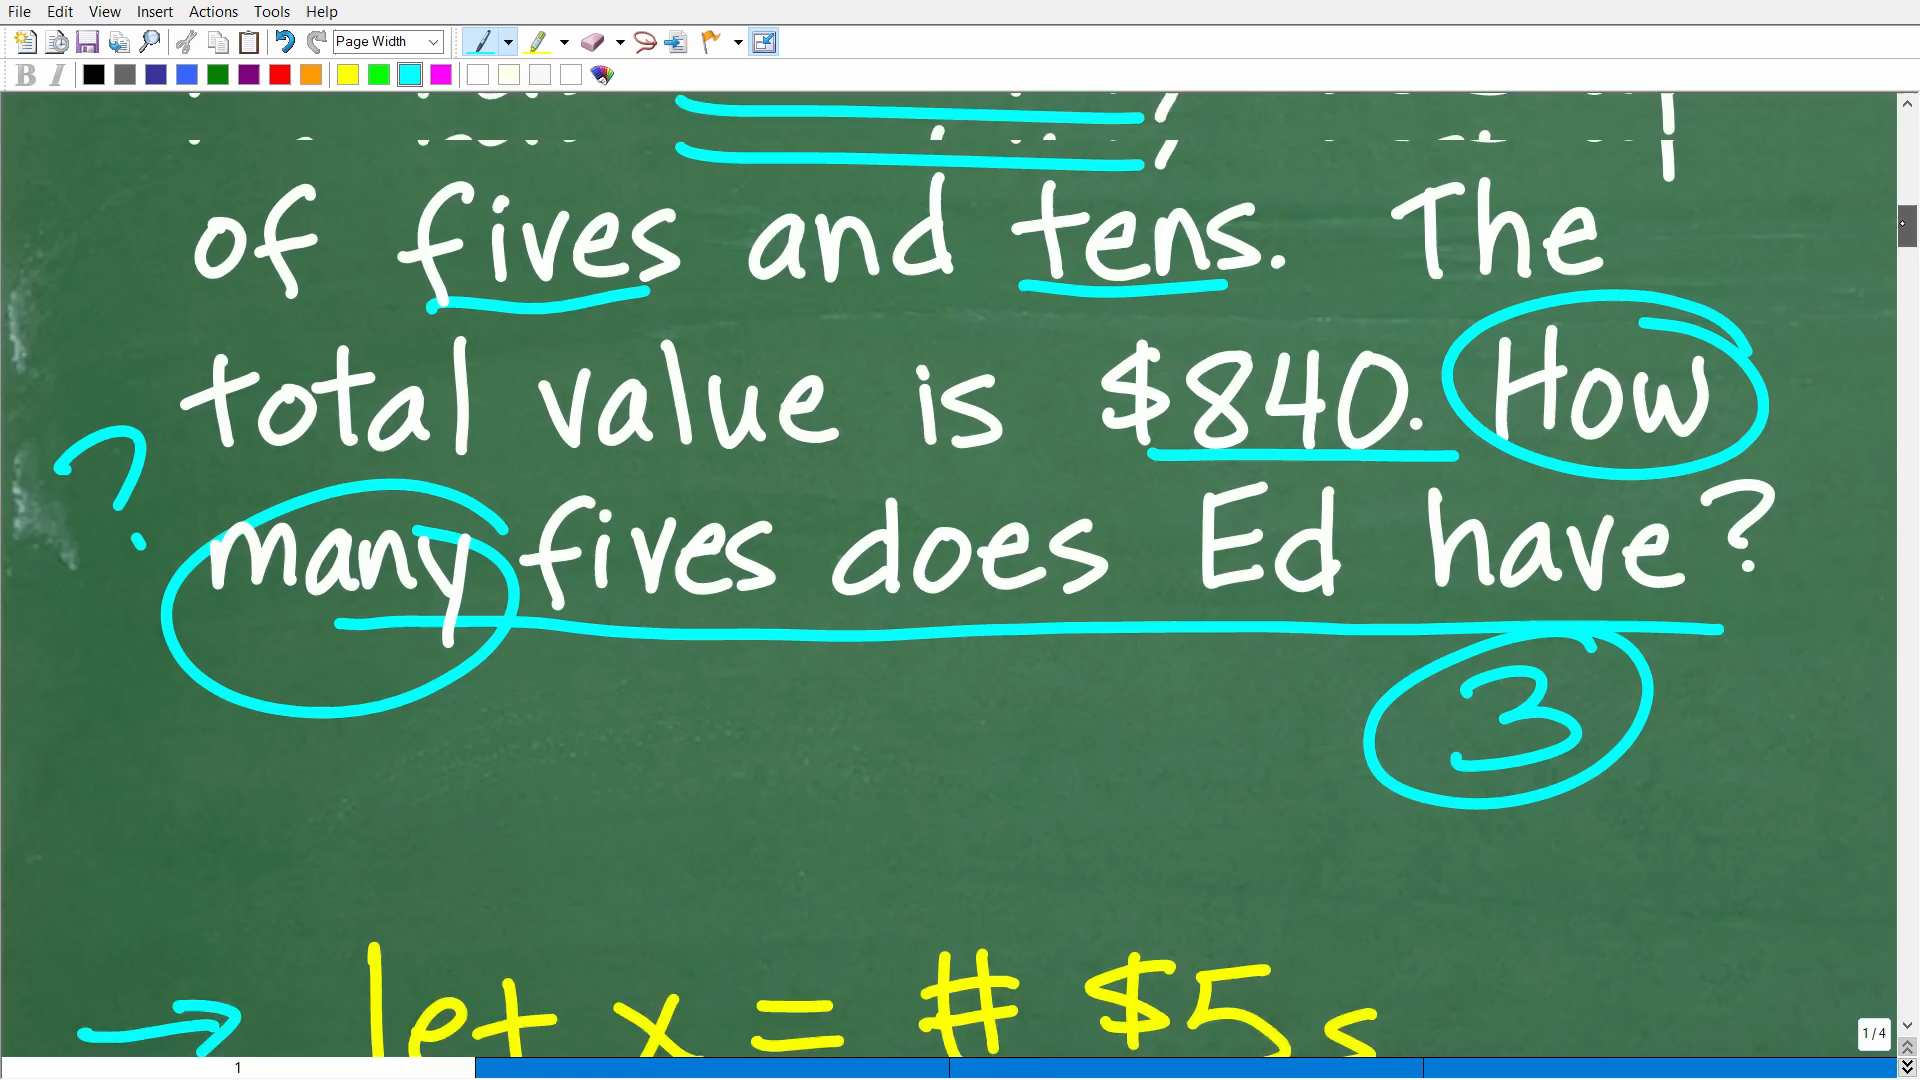 File Edit View Insert Actions Tools Help
Page Width
B I
of fives and tens. The
total value is $840. How
? many fives does Ed have?
3
→ let x = # $5s
1 / 4
1